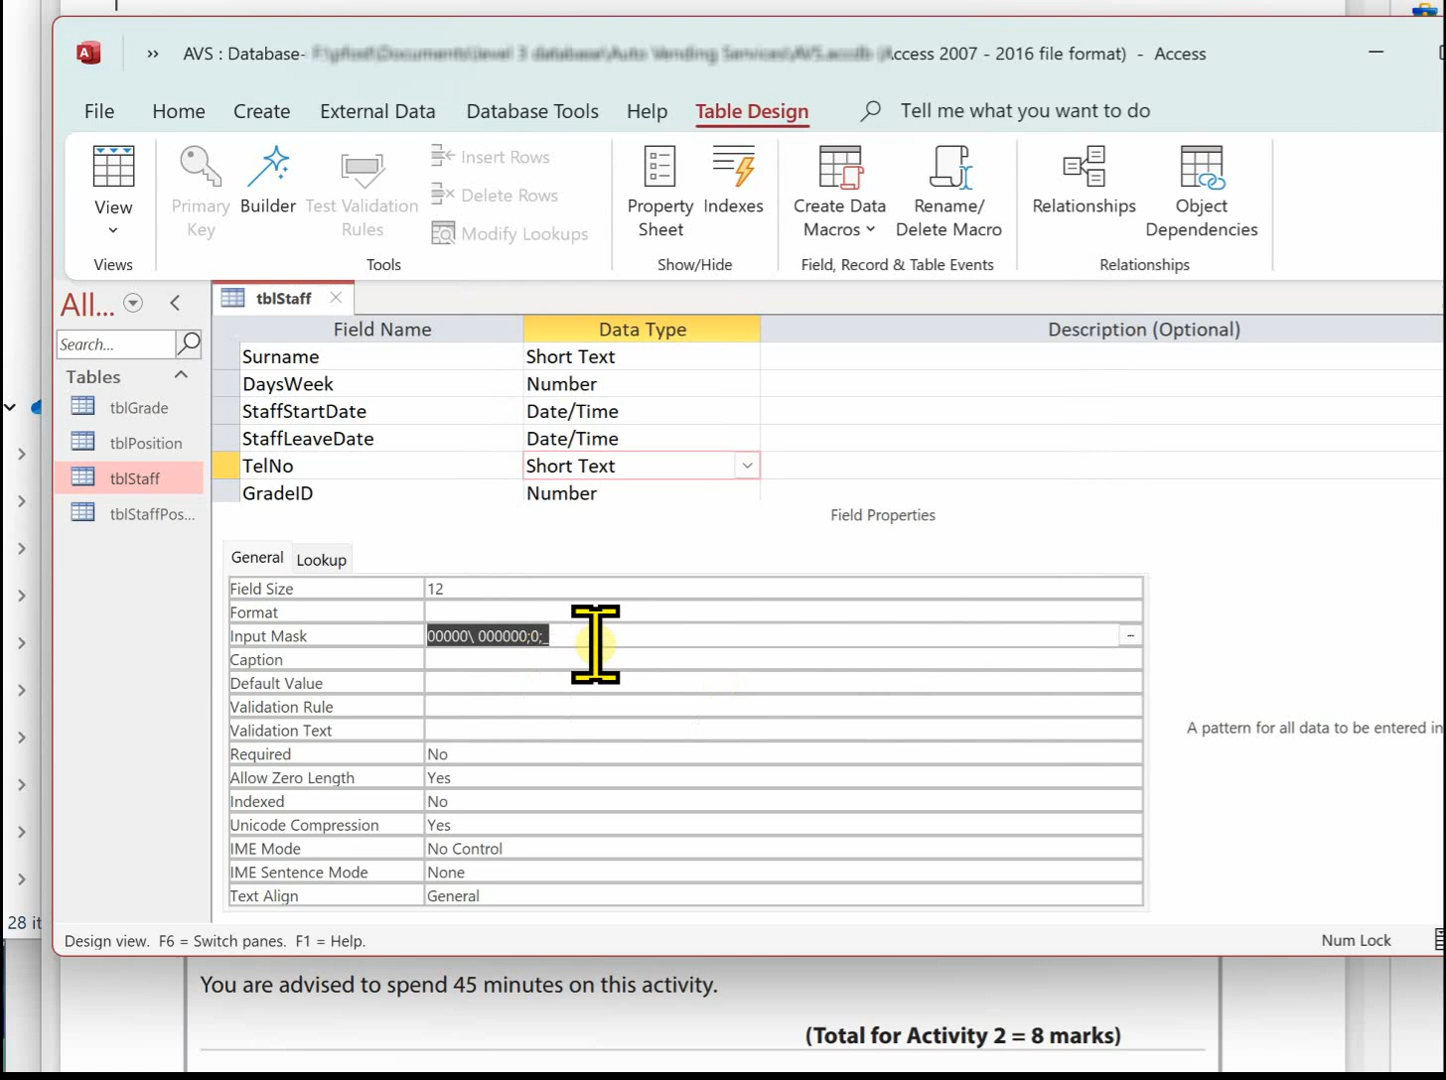 AVS : Database- Access 2007 - 2016 file format) - Access
File Home Create External Data Database Tools Help Table Design Tell me what you want to do
View
Primary
Key
Builder
Test Validation
Rules
Insert Rows
Delete Rows
Modify Lookups
Property
Sheet
Indexes
Create Data
Macros
Rename/
Delete Macro
Relationships
Object
Dependencies
Views Tools Show/Hide Field, Record & Table Events Relationships
All...
Search...
Tables
tblGrade
tblPosition
tblStaff
tblStaffPos...
tblStaff
Field Name Data Type Description (Optional)
Surname Short Text
DaysWeek Number
StaffStartDate Date/Time
StaffLeaveDate Date/Time
TelNo Short Text
GradeID Number
Field Properties
General Lookup
Field Size 12
Format
Input Mask 00000\ 000000;0;_
Caption
Default Value
Validation Rule
Validation Text
Required No
Allow Zero Length Yes
Indexed No
Unicode Compression Yes
IME Mode No Control
IME Sentence Mode None
Text Align General
A pattern for all data to be entered in
Design view. F6 = Switch panes. F1 = Help. Num Lock
28 it
You are advised to spend 45 minutes on this activity.
(Total for Activity 2 = 8 marks)